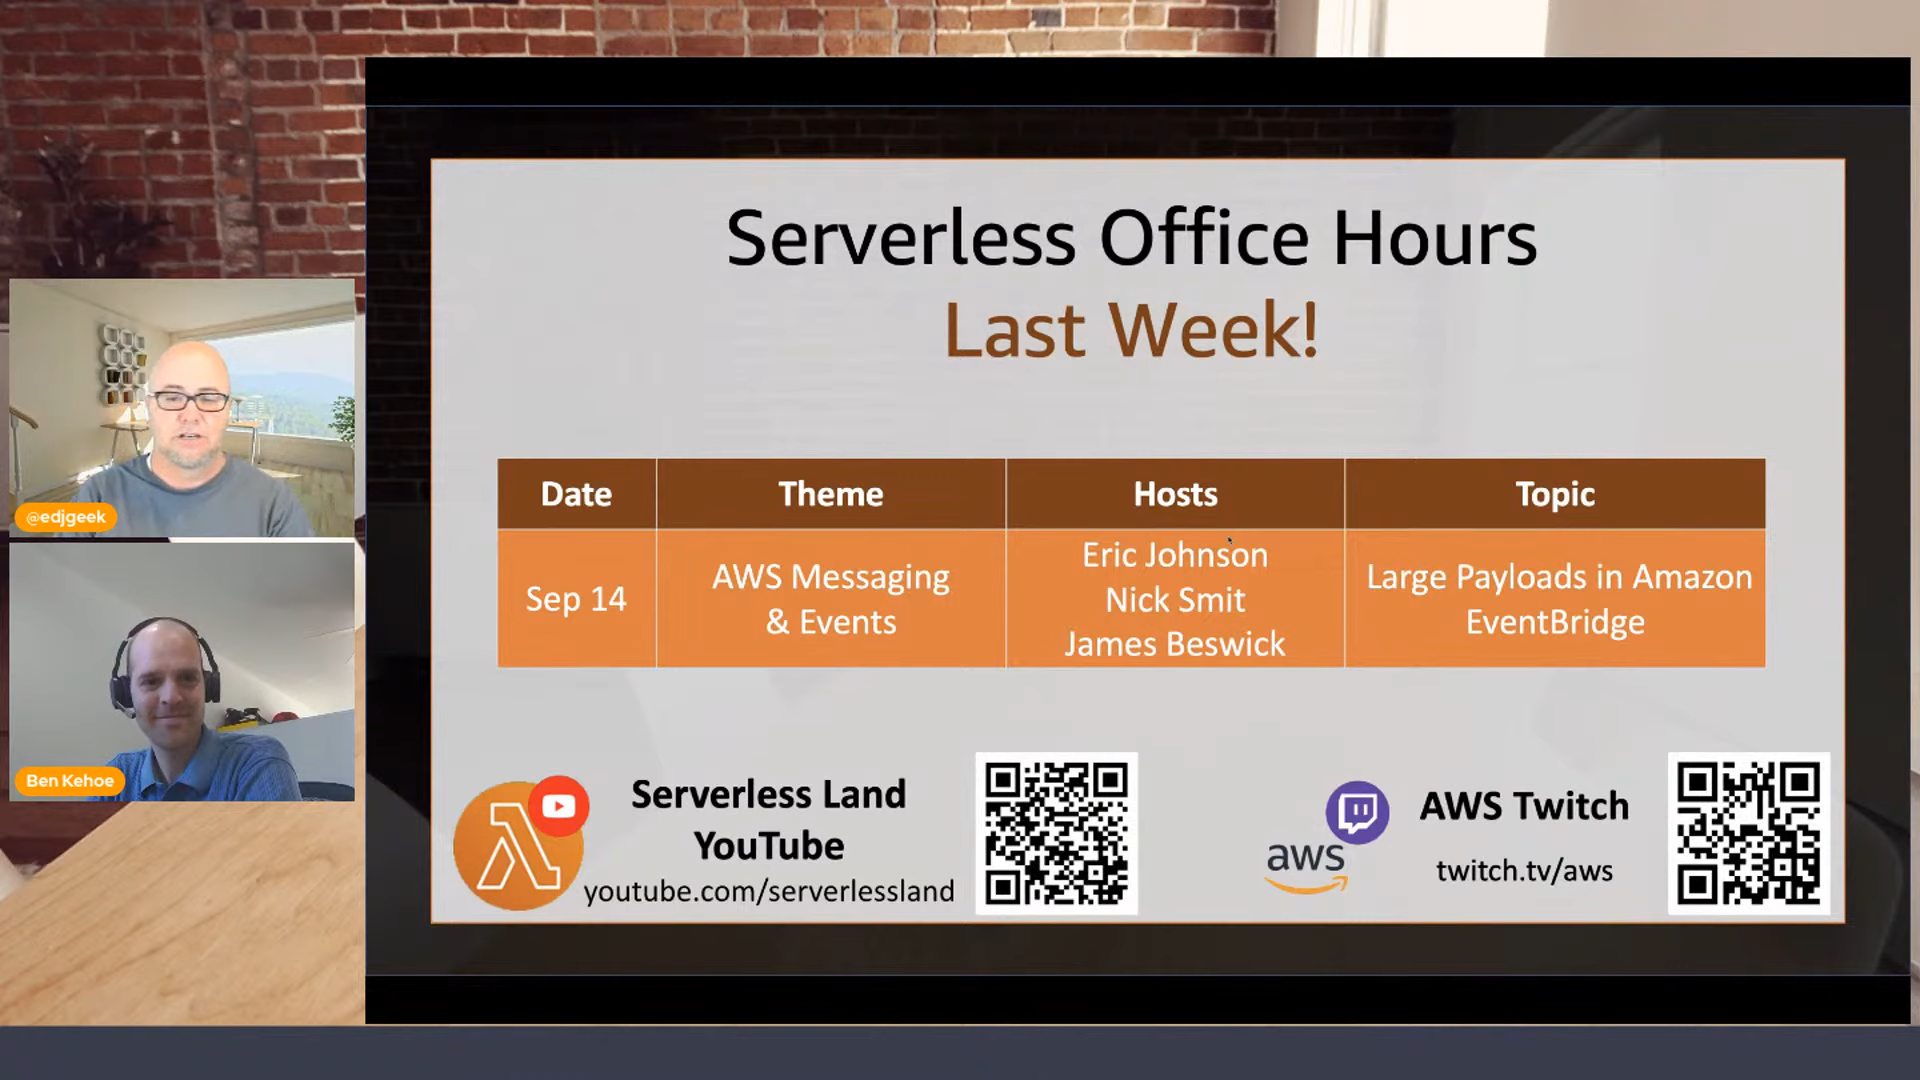 Serverless Office Hours
Last Week!
Date
Theme
Hosts
Topic
Sep 14
AWS Messaging
& Events
Eric Johnson
Nick Smit
James Beswick
Large Payloads in Amazon
EventBridge
@edjgeek
Ben Kehoe
Serverless Land
YouTube
youtube.com/serverlessland
aws
AWS Twitch
twitch.tv/aws